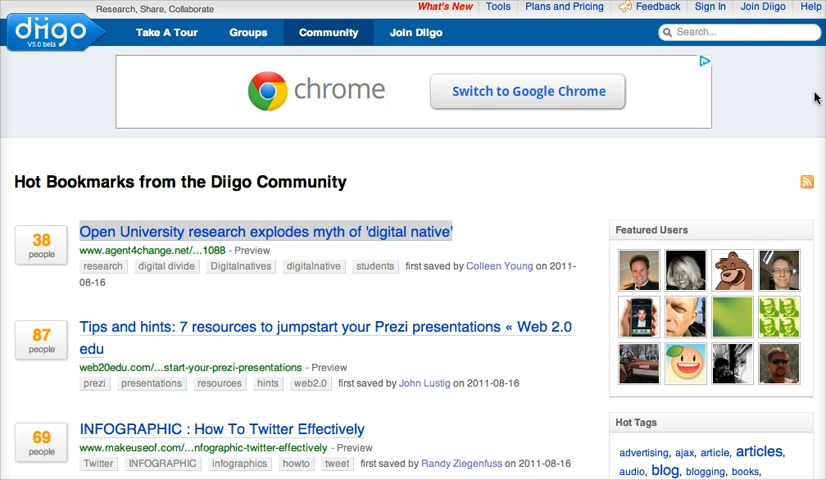 Research, Share, Collaborate
What's New Tools Plans and Pricing Feedback Sign In Join Diigo Help
diigo
V5.0 beta
Take A Tour Groups Community Join Diigo
Search...
chrome
Switch to Google Chrome
Hot Bookmarks from the Diigo Community
38
people
Open University research explodes myth of 'digital native'
www.agent4change.net/...1088 - Preview
research digital divide Digitalnatives digitalnative students first saved by Colleen Young on 2011-
08-16
87
people
Tips and hints: 7 resources to jumpstart your Prezi presentations « Web 2.0
edu
web20edu.com/...start-your-prezi-presentations - Preview
prezi presentations resources hints web2.0 first saved by John Lustig on 2011-08-16
69
people
INFOGRAPHIC : How To Twitter Effectively
www.makeuseof.com/...nfographic-twitter-effectively - Preview
Twitter INFOGRAPHIC infographics howto tweet first saved by Randy Ziegenfuss on 2011-08-16
Featured Users
Hot Tags
advertising, ajax, article, articles,
audio, blog, blogging, books,